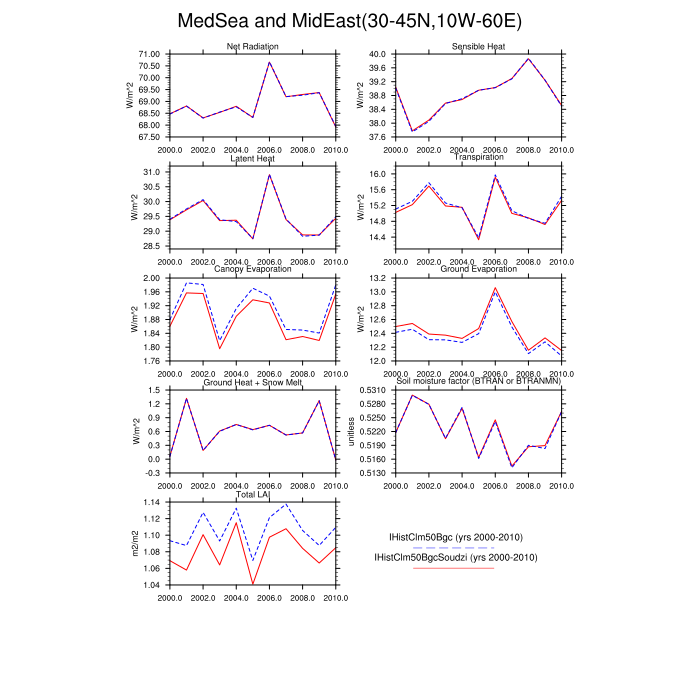 MedSea and MidEast(30-45N,10W-60E)
Net Radiation
W/m^2
71.00
70.50
70.00
69.50
69.00
68.50
68.00
67.50
2000.0 2002.0 2004.0 2006.0 2008.0 2010.0
Sensible Heat
W/m^2
40.0
39.6
39.2
38.8
38.4
38.0
37.6
2000.0 2002.0 2004.0 2006.0 2008.0 2010.0
Latent Heat
W/m^2
31.0
30.5
30.0
29.5
29.0
28.5
2000.0 2002.0 2004.0 2006.0 2008.0 2010.0
Transpiration
W/m^2
16.0
15.6
15.2
14.8
14.4
2000.0 2002.0 2004.0 2006.0 2008.0 2010.0
Canopy Evaporation
W/m^2
2.00
1.96
1.92
1.88
1.84
1.80
1.76
2000.0 2002.0 2004.0 2006.0 2008.0 2010.0
Ground Evaporation
W/m^2
13.2
13.0
12.8
12.6
12.4
12.2
12.0
2000.0 2002.0 2004.0 2006.0 2008.0 2010.0
Ground Heat + Snow Melt
W/m^2
1.5
1.2
0.9
0.6
0.3
0.0
-0.3
2000.0 2002.0 2004.0 2006.0 2008.0 2010.0
Soil moisture factor (BTRAN or BTRANMN)
unitless
0.5310
0.5280
0.5250
0.5220
0.5190
0.5160
0.5130
2000.0 2002.0 2004.0 2006.0 2008.0 2010.0
Total LAI
m2/m2
1.14
1.12
1.10
1.08
1.06
1.04
2000.0 2002.0 2004.0 2006.0 2008.0 2010.0
IHistClm50Bgc (yrs 2000-2010)
IHistClm50BgcSoudzi (yrs 2000-2010)